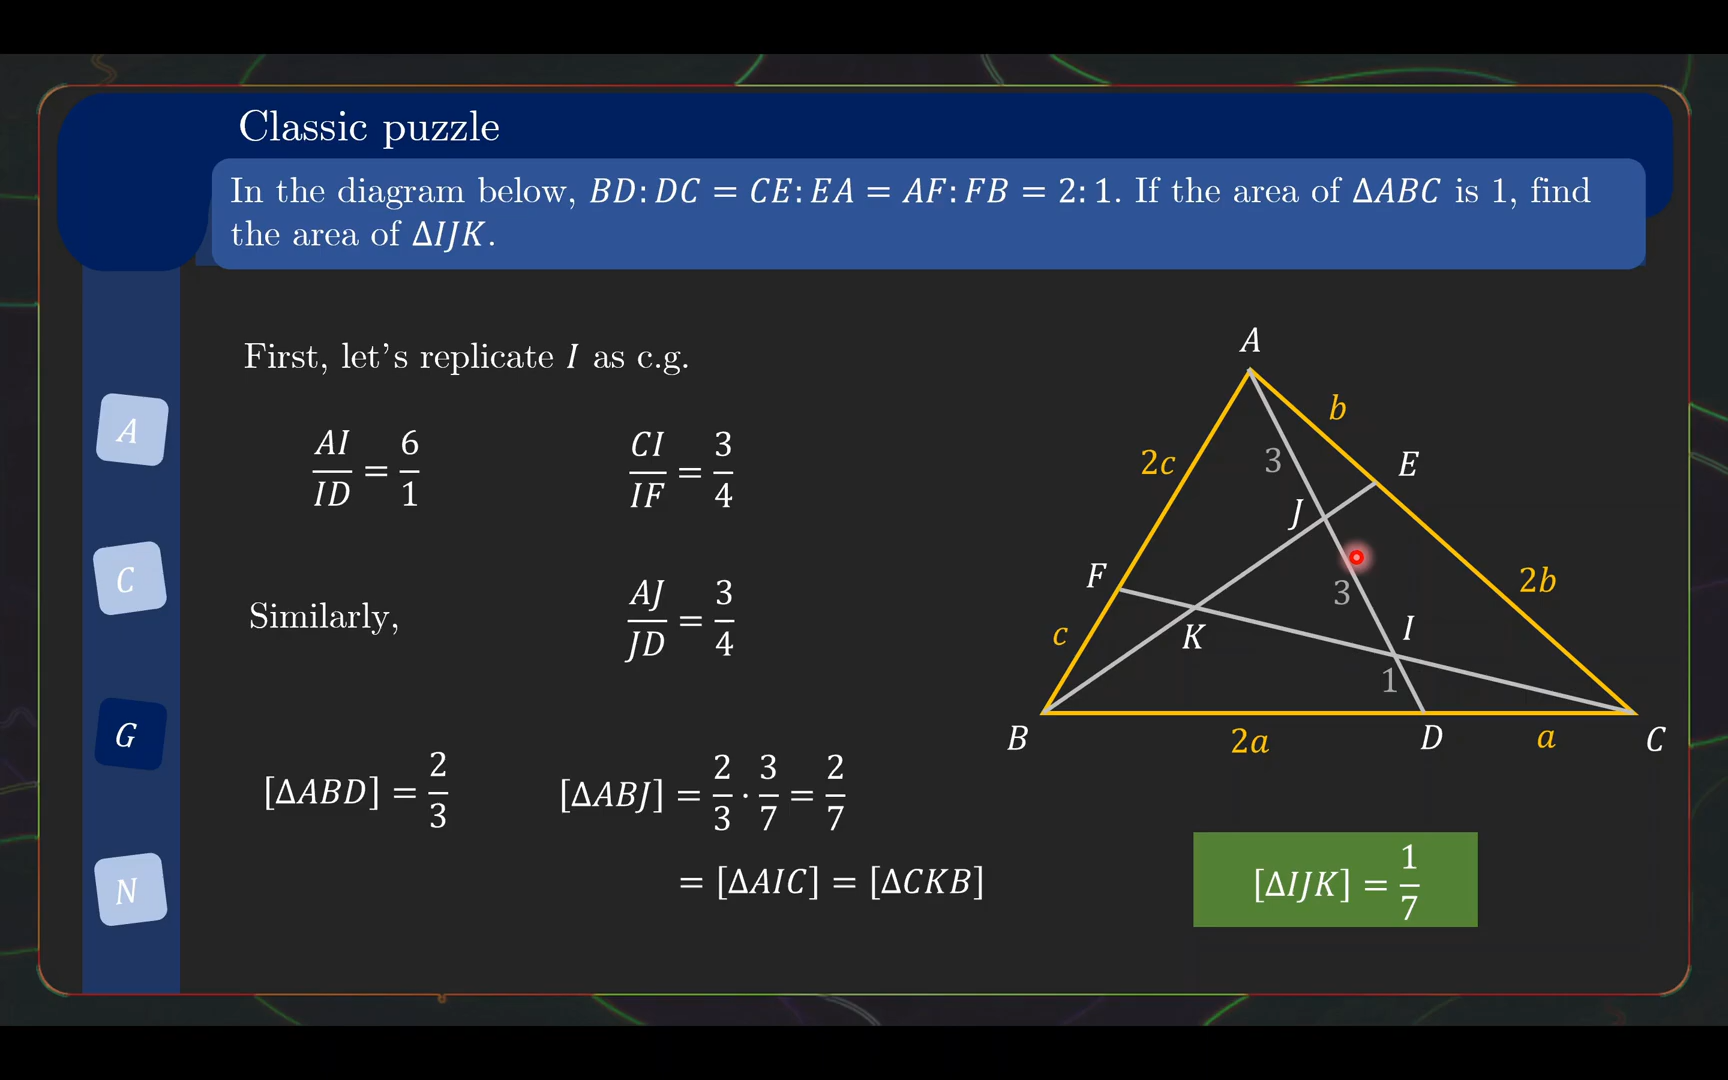 Classic puzzle
In the diagram below, BD: DC = CE: EA = AF: FB = 2: 1. If the area of ΔABC is 1, find
the area of ΔIJK.
First, let's replicate I as c.g.
AI/ID = 6/1
CI/IF = 3/4
Similarly,
AJ/JD = 3/4
[ΔABD] = 2/3
[ΔABJ] = 2/3 · 3/7 = 2/7
= [ΔAIC] = [ΔCKB]
A
C
G
N
A
b
2c
3
E
J
F
3
2b
c
K
I
1
B
2a
D
a
C
[ΔIJK] = 1/7